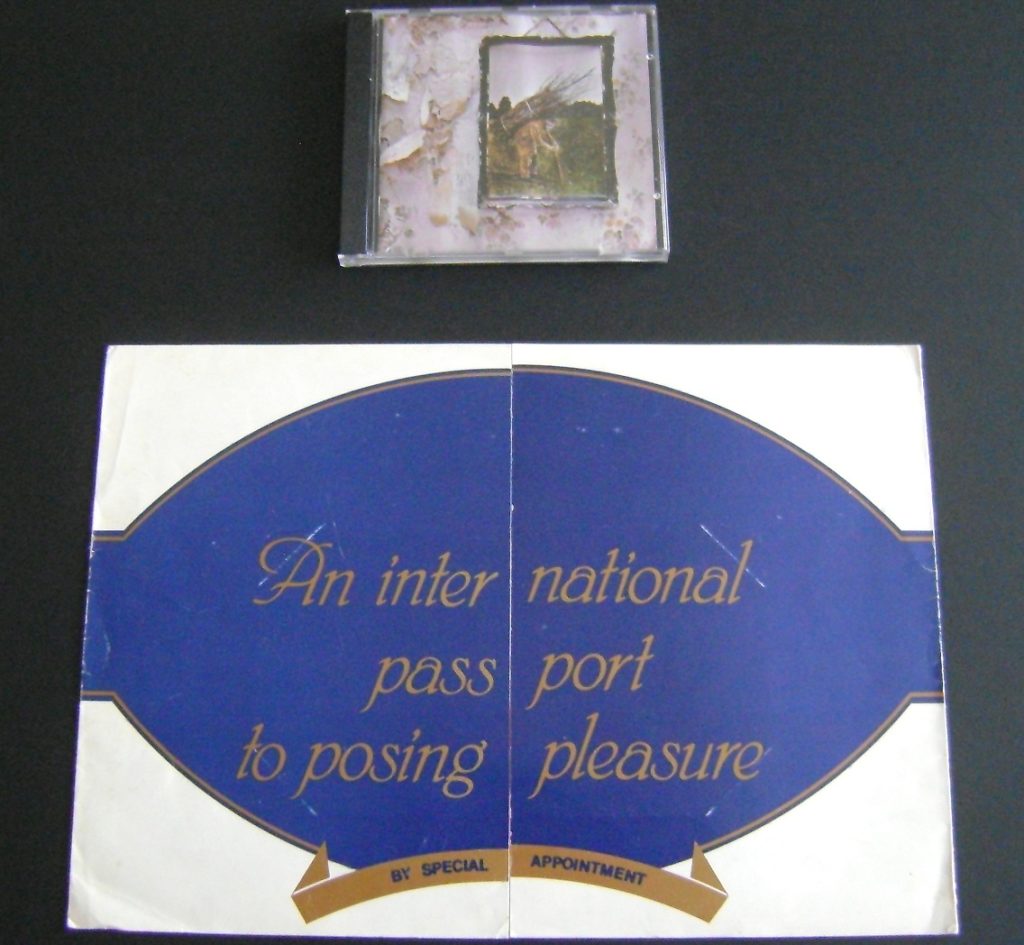 An inter national
pass port
to posing pleasure
BY SPECIAL APPOINTMENT